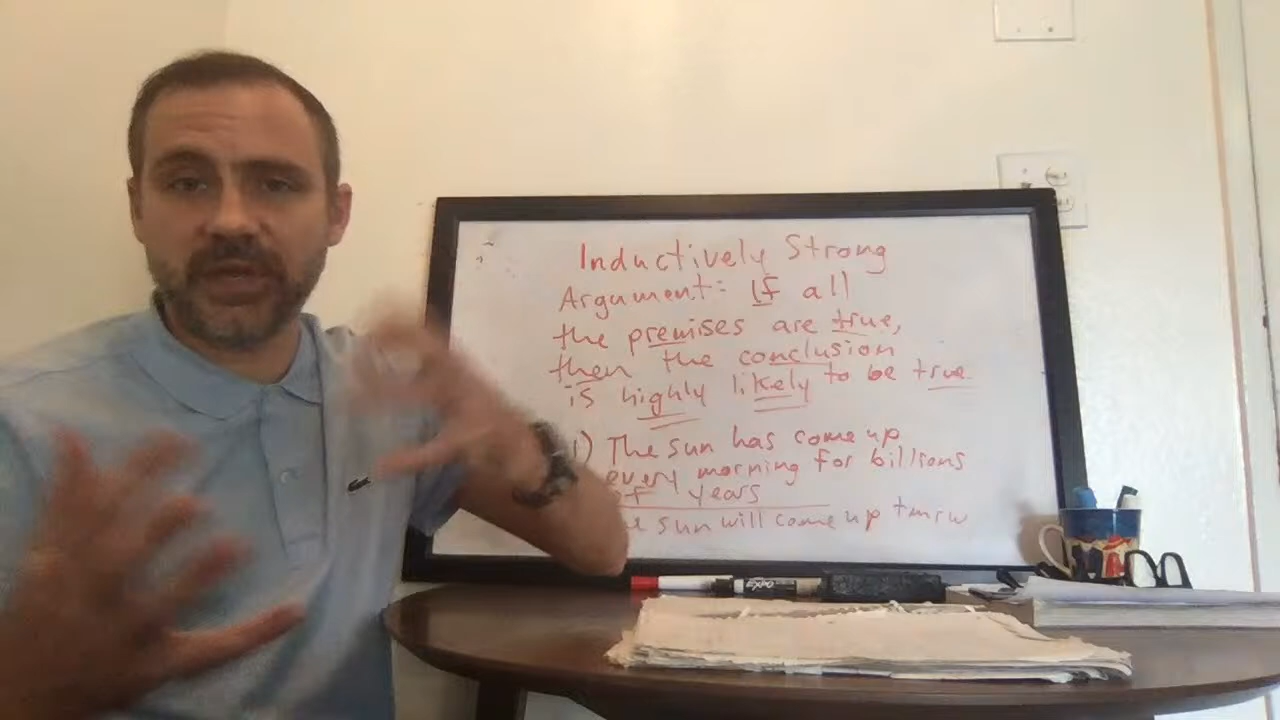 Inductively Strong
Argument: If all
the premises are true,
then the conclusion
is highly likely to be true
1) The sun has come up
every morning for billions
years
sun will come up tmrw
EXPO